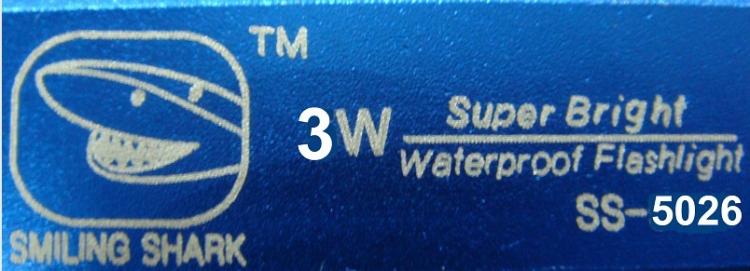 TM
3W Super Bright
Waterproof Flashlight
SS-5026
SMILING SHARK